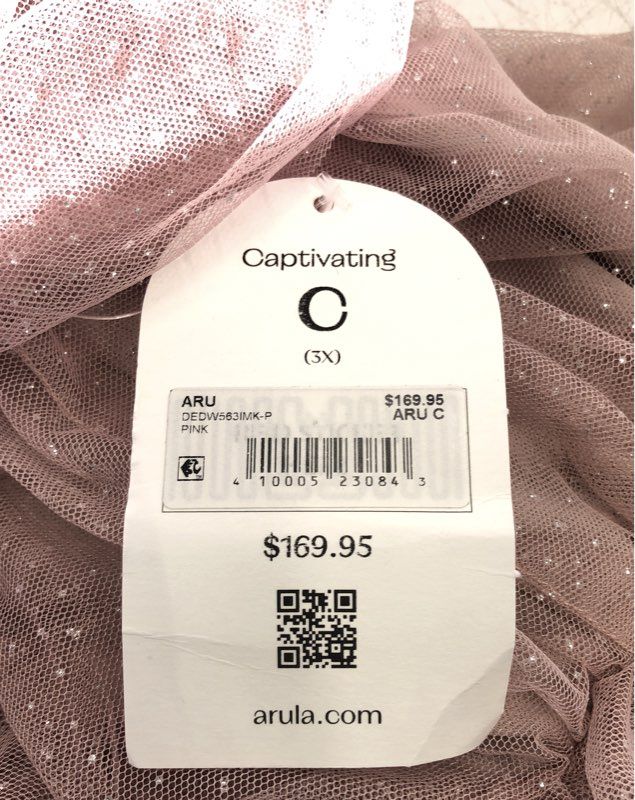 Captivating
C
(3X)
ARU $169.95
DEDW563IMK-P ARU C
PINK
4 10005 23084 3
$169.95
arula.com